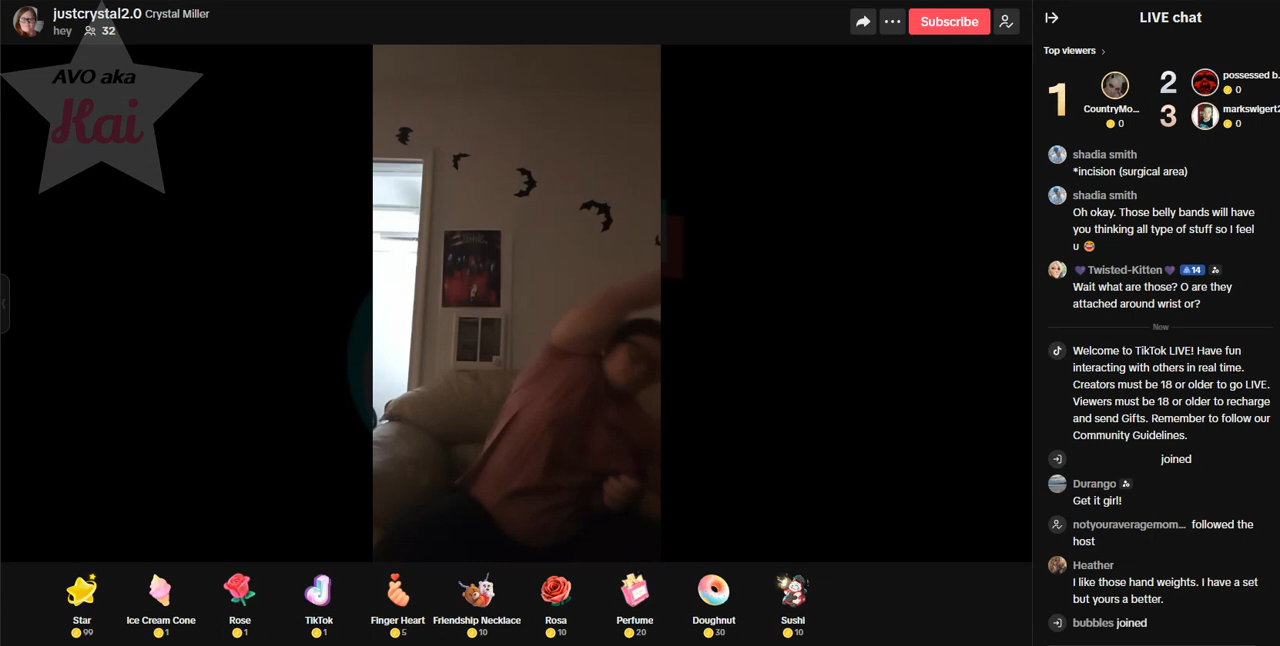 justcrystal2.0 Crystal Miller
hey 32
Subscribe
AVO aka
Kai
LIVE chat
Top viewers
1
CountryMo...
0
2
possessed b.
0
3
markswigert2
0
shadia smith
*incision (surgical area)
shadia smith
Oh okay. Those belly bands will have
you thinking all type of stuff so I feel
u
Twisted-Kitten 14
Wait what are those? O are they
attached around wrist or?
New
Welcome to TikTok LIVE! Have fun
interacting with others in real time.
Creators must be 18 or older to go LIVE.
Viewers must be 18 or older to recharge
and send Gifts. Remember to follow our
Community Guidelines.
joined
Durango
Get it girl!
notyouraveragemom... followed the
host
Heather
I like those hand weights. I have a set
but yours a better.
bubbles joined
Star
99
Ice Cream Cone
1
Rose
1
TikTok
1
Finger Heart
5
Friendship Necklace
10
Rosa
10
Perfume
20
Doughnut
30
Sushi
10